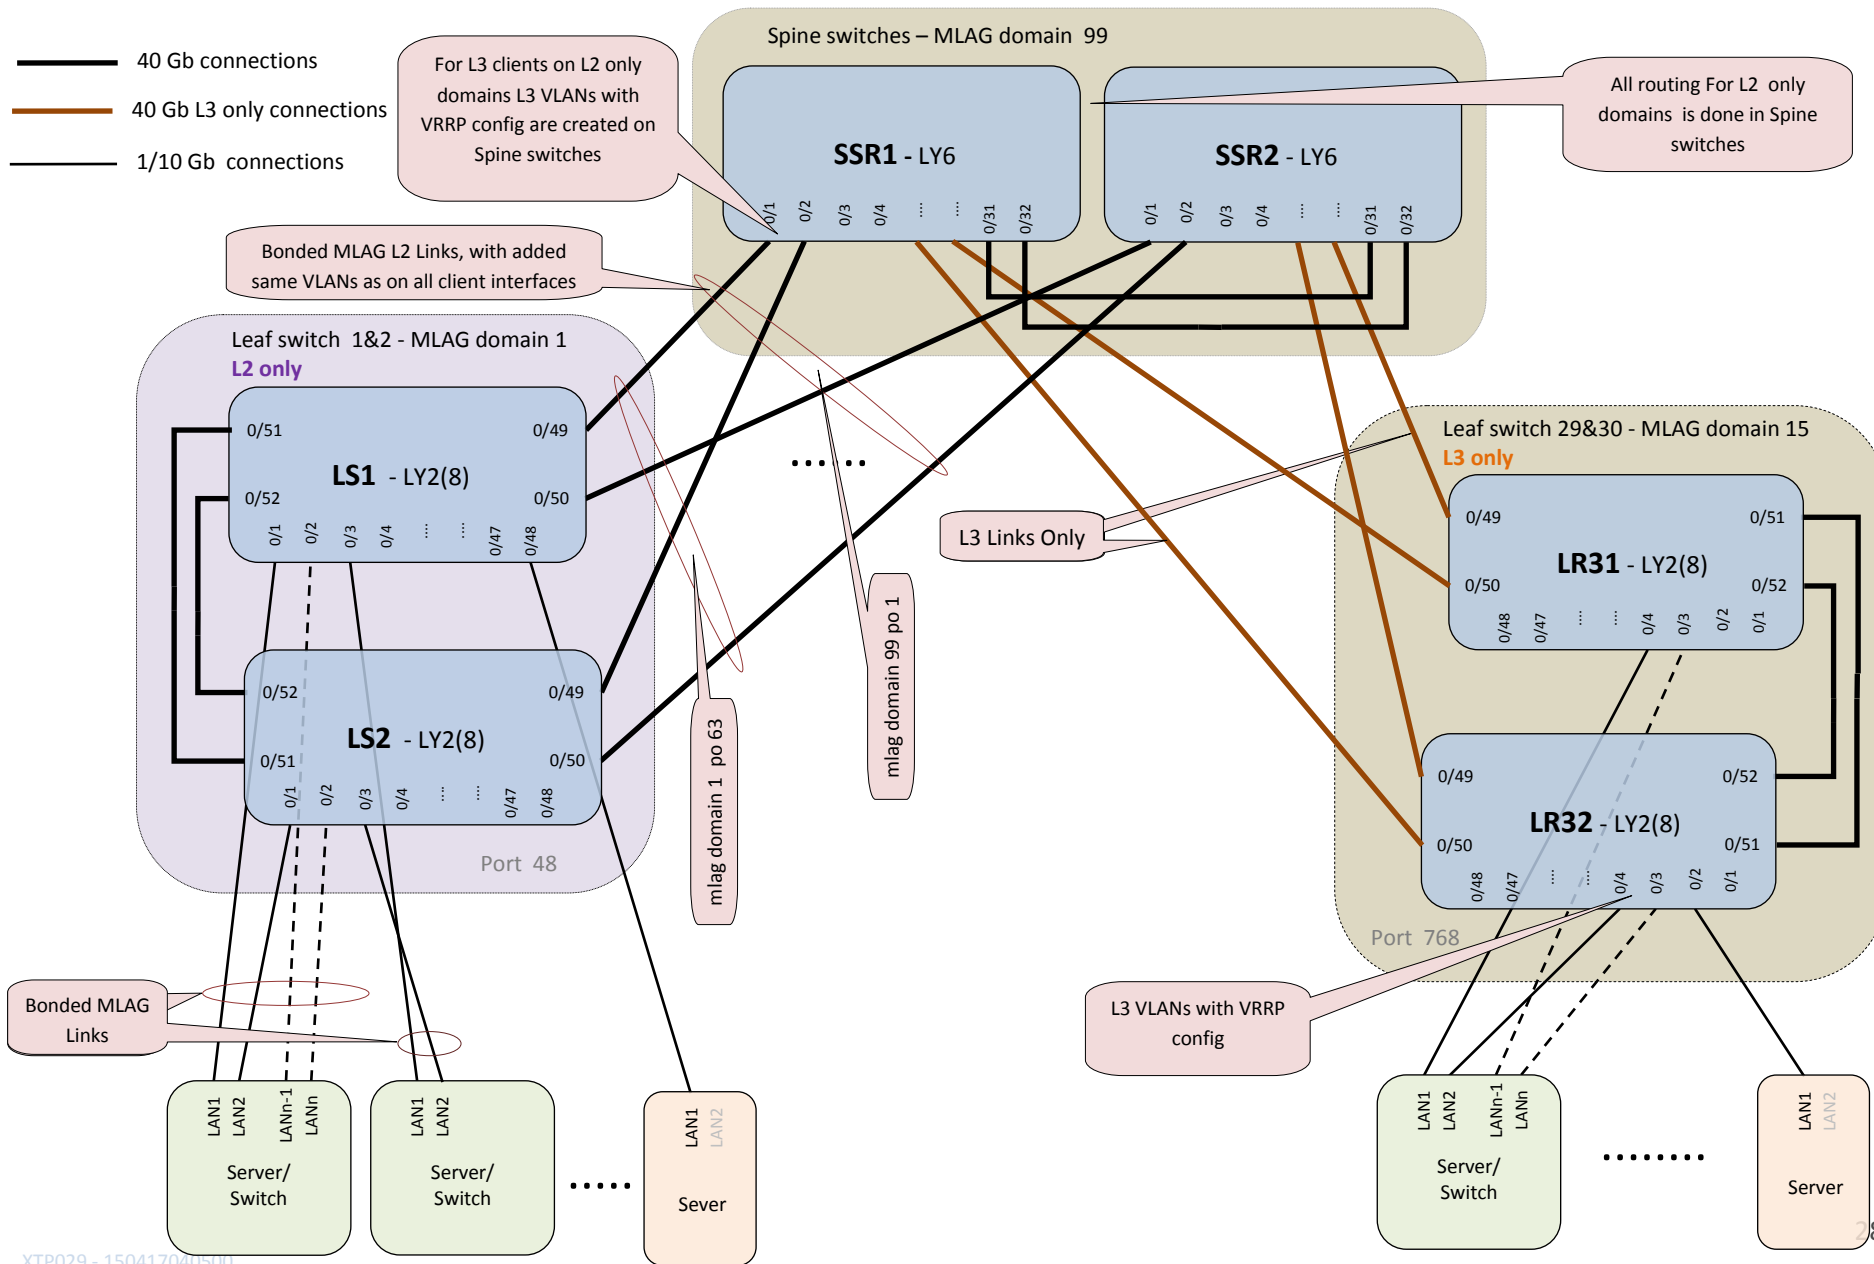 Spine switches – MLAG domain 99
40 Gb connections
40 Gb L3 only connections
1/10 Gb connections
For L3 clients on L2 only
domains L3 VLANs with
VRRP config are created on
Spine switches
All routing For L2 only
domains is done in Spine
switches
SSR1 - LY6
0/1
0/2
0/3
0/4
....
....
0/31
0/32
SSR2 - LY6
0/1
0/2
0/3
0/4
....
....
0/31
0/32
Bonded MLAG L2 Links, with added
same VLANs as on all client interfaces
Leaf switch 1&2 - MLAG domain 1
L2 only
0/51
0/49
LS1 - LY2(8)
0/52
0/50
0/1
0/2
0/3
0/4
....
....
0/47
0/48
0/52
0/49
LS2 - LY2(8)
0/51
0/50
0/1
0/2
0/3
0/4
....
....
0/47
0/48
Port 48
......
mlag domain 1 po 63
mlag domain 99 po 1
L3 Links Only
Leaf switch 29&30 - MLAG domain 15
L3 only
0/49
0/51
LR31 - LY2(8)
0/50
0/52
0/48
0/47
....
....
0/4
0/3
0/2
0/1
0/49
0/52
LR32 - LY2(8)
0/50
0/51
0/48
0/47
....
....
0/4
0/3
0/2
0/1
Port 768
L3 VLANs with VRRP
config
Bonded MLAG
Links
LAN1
LAN2
LANn-1
LANn
Server/
Switch
LAN1
LAN2
Server/
Switch
.....
LAN1
LAN2
Sever
LAN1
LAN2
LANn-1
LANn
Server/
Switch
........
LAN1
LAN2
Server
28
XTP029 - 150417040500